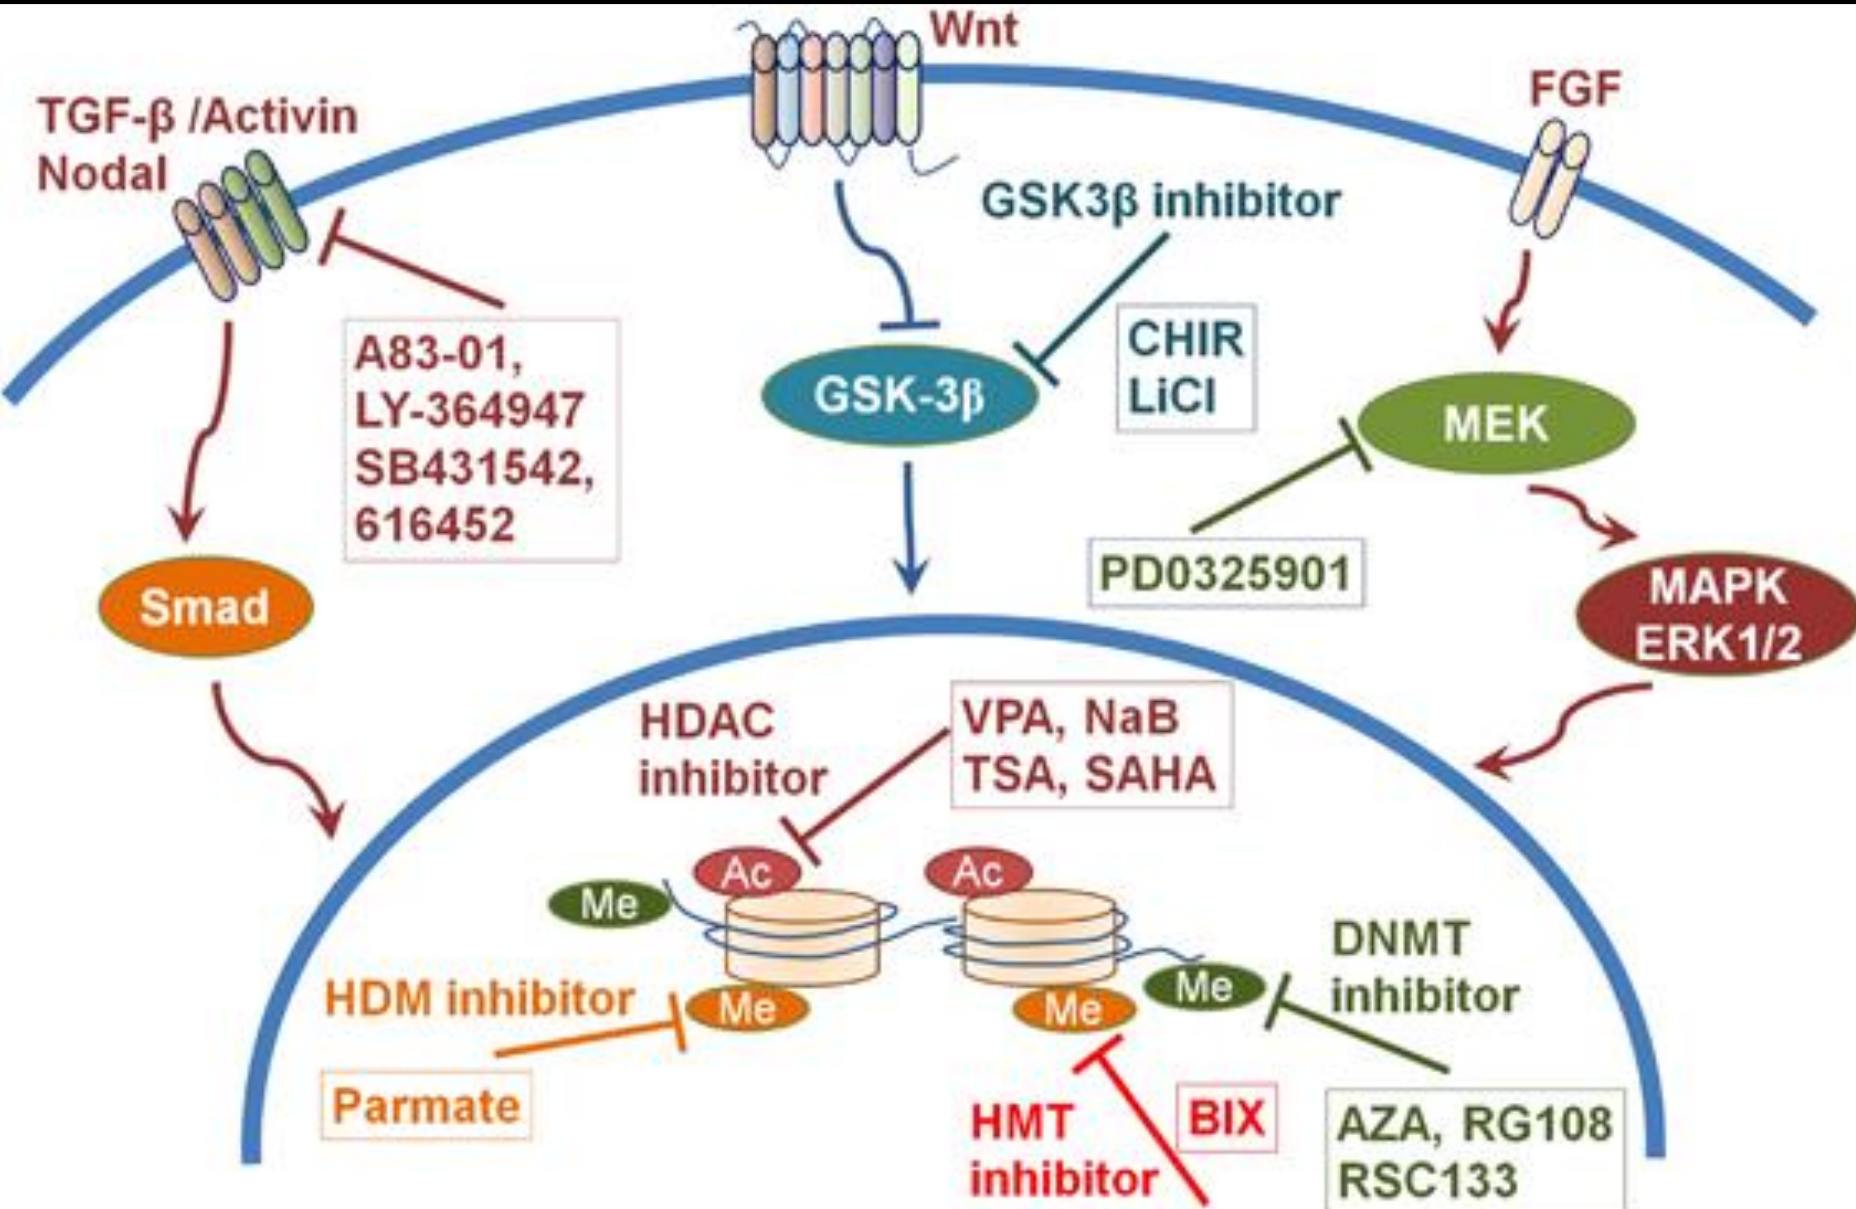 Wnt
FGF
TGF-β /Activin
Nodal
GSK3β inhibitor
A83-01,
LY-364947
SB431542,
616452
CHIR
LiCl
GSK-3β
MEK
PD0325901
Smad
MAPK
ERK1/2
HDAC
inhibitor
VPA, NaB
TSA, SAHA
Ac
Ac
Me
DNMT
inhibitor
HDM inhibitor
Me
Me
Me
Parmate
HMT
inhibitor
BIX
AZA, RG108
RSC133